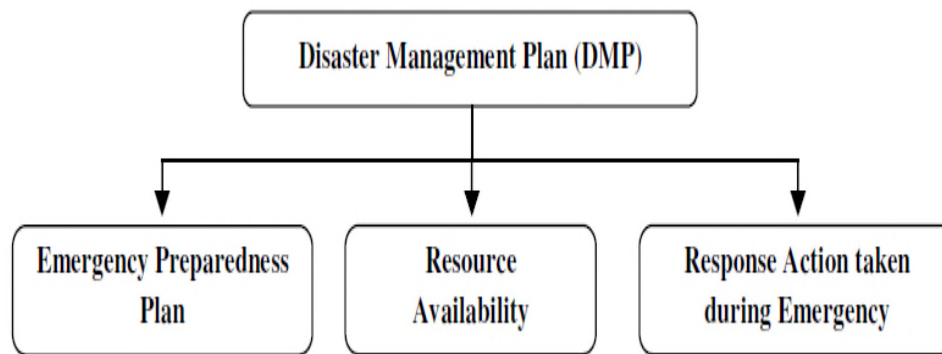 Disaster Management Plan (DMP)
Emergency Preparedness
Plan
Resource
Availability
Response Action taken
during Emergency